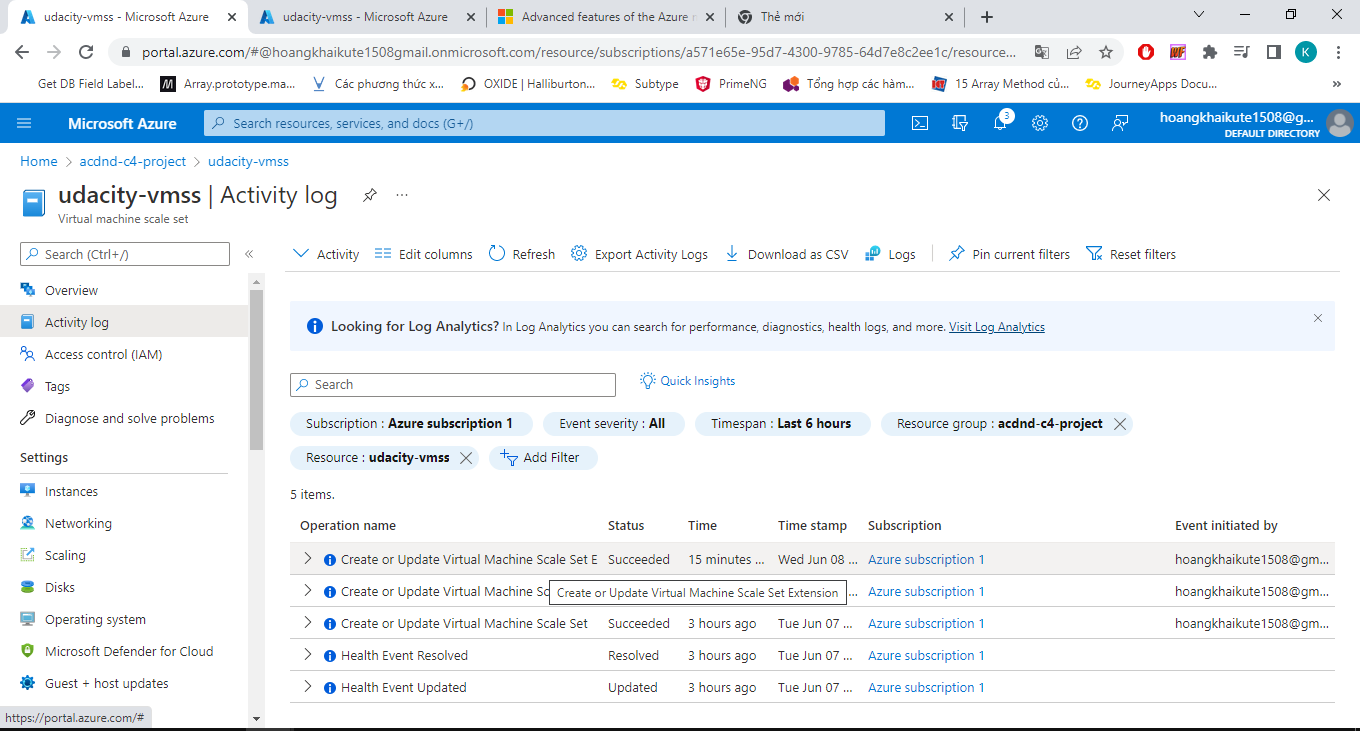 udacity-vmss - Microsoft Azure
udacity-vmss - Microsoft Azure
Advanced features of the Azure
Thẻ mới
portal.azure.com/#@hoangkhaikute1508gmail.onmicrosoft.com/resource/subscriptions/a571e65e-95d7-4300-9785-64d7e8c2ee1c/resource...
K
Get DB Field Label...
Array.prototype.ma...
Các phương thức x...
OXIDE | Halliburton...
Subtype
PrimeNG
Tổng hợp các hàm...
15 Array Method củ...
JourneyApps Docu...
»
Microsoft Azure
Search resources, services, and docs (G+/)
3
hoangkhaikute1508@g...
DEFAULT DIRECTORY
Home > acdnd-c4-project > udacity-vmss
udacity-vmss | Activity log
...
Virtual machine scale set
Search (Ctrl+/)
«
Activity
Edit columns
Refresh
Export Activity Logs
Download as CSV
Logs
Pin current filters
Reset filters
Overview
Activity log
Access control (IAM)
Tags
Diagnose and solve problems
Settings
Instances
Networking
Scaling
Disks
Operating system
Microsoft Defender for Cloud
Guest + host updates
https://portal.azure.com/#
Looking for Log Analytics? In Log Analytics you can search for performance, diagnostics, health logs, and more. Visit Log Analytics
Search
Quick Insights
Subscription : Azure subscription 1
Event severity : All
Timespan : Last 6 hours
Resource group : acdnd-c4-project
Resource : udacity-vmss
Add Filter
5 items.
Operation name Status Time Time stamp Subscription Event initiated by
Create or Update Virtual Machine Scale Set E Succeeded 15 minutes ... Wed Jun 08 ... Azure subscription 1 hoangkhaikute1508@gm...
Create or Update Virtual Machine Sc ... Azure subscription 1 hoangkhaikute1508@gm...
Create or Update Virtual Machine Scale Set Extension
Create or Update Virtual Machine Scale Set Succeeded 3 hours ago Tue Jun 07 ... Azure subscription 1 hoangkhaikute1508@gm...
Health Event Resolved Resolved 3 hours ago Tue Jun 07 ... Azure subscription 1
Health Event Updated Updated 3 hours ago Tue Jun 07 ... Azure subscription 1